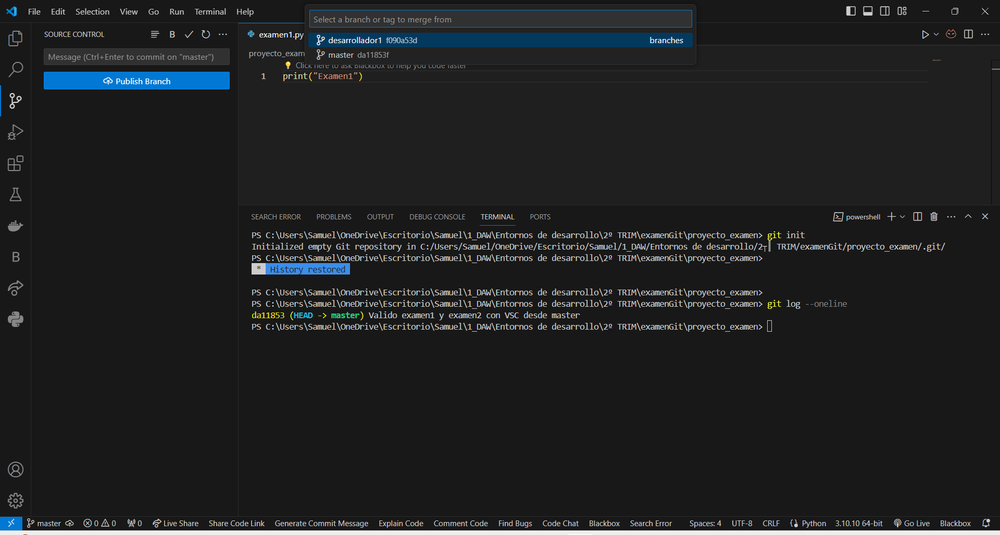 File Edit Selection View Go Run Terminal Help
Select a branch or tag to merge from
desarrollador1 f090a53d branches
master da11853f
SOURCE CONTROL B
Message (Ctrl+Enter to commit on "master")
Publish Branch
examen1.py
proyecto_exam
Click here to ask Blackbox to help you code faster
1 print("Examen1")
B
SEARCH ERROR PROBLEMS OUTPUT DEBUG CONSOLE TERMINAL PORTS powershell
PS C:\Users\Samuel\OneDrive\Escritorio\Samuel\1_DAW\Entornos de desarrollo\2º TRIM\examenGit\proyecto_examen> git init
Initialized empty Git repository in C:/Users/Samuel/OneDrive/Escritorio/Samuel/1_DAW/Entornos de desarrollo/2┬║ TRIM/examenGit/proyecto_examen/.git/
PS C:\Users\Samuel\OneDrive\Escritorio\Samuel\1_DAW\Entornos de desarrollo\2º TRIM\examenGit\proyecto_examen>
* History restored
PS C:\Users\Samuel\OneDrive\Escritorio\Samuel\1_DAW\Entornos de desarrollo\2º TRIM\examenGit\proyecto_examen>
PS C:\Users\Samuel\OneDrive\Escritorio\Samuel\1_DAW\Entornos de desarrollo\2º TRIM\examenGit\proyecto_examen> git log --oneline
da11853 (HEAD -> master) Valido examen1 y examen2 con VSC desde master
PS C:\Users\Samuel\OneDrive\Escritorio\Samuel\1_DAW\Entornos de desarrollo\2º TRIM\examenGit\proyecto_examen>
master 0 0 0 Live Share Share Code Link Generate Commit Message Explain Code Comment Code Find Bugs Code Chat Blackbox Search Error Spaces: 4 UTF-8 CRLF Python 3.10.10 64-bit Go Live Blackbox